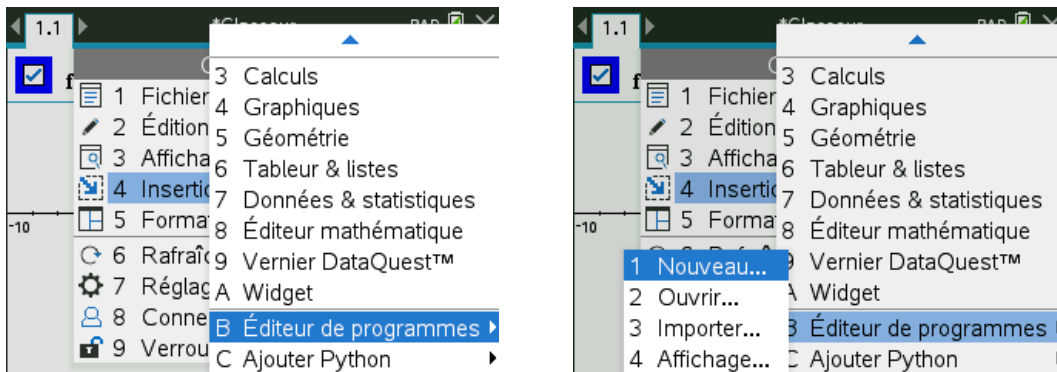 1.1
3 Calculs
4 Graphiques
5 Géométrie
6 Tableur & listes
7 Données & statistiques
8 Éditeur mathématique
9 Vernier DataQuest™
A Widget
B Éditeur de programmes
C Ajouter Python
1 Fichier
2 Édition
3 Afficha
4 Insertio
5 Format
6 Rafraîc
7 Réglag
8 Conne
9 Verrou
-10
1.1
3 Calculs
4 Graphiques
5 Géométrie
6 Tableur & listes
7 Données & statistiques
8 Éditeur mathématique
9 Vernier DataQuest™
A Widget
B Éditeur de programmes
C Ajouter Python
1 Fichier
2 Édition
3 Afficha
4 Insertio
5 Format
-10
1 Nouveau...
2 Ouvrir...
3 Importer...
4 Affichage...